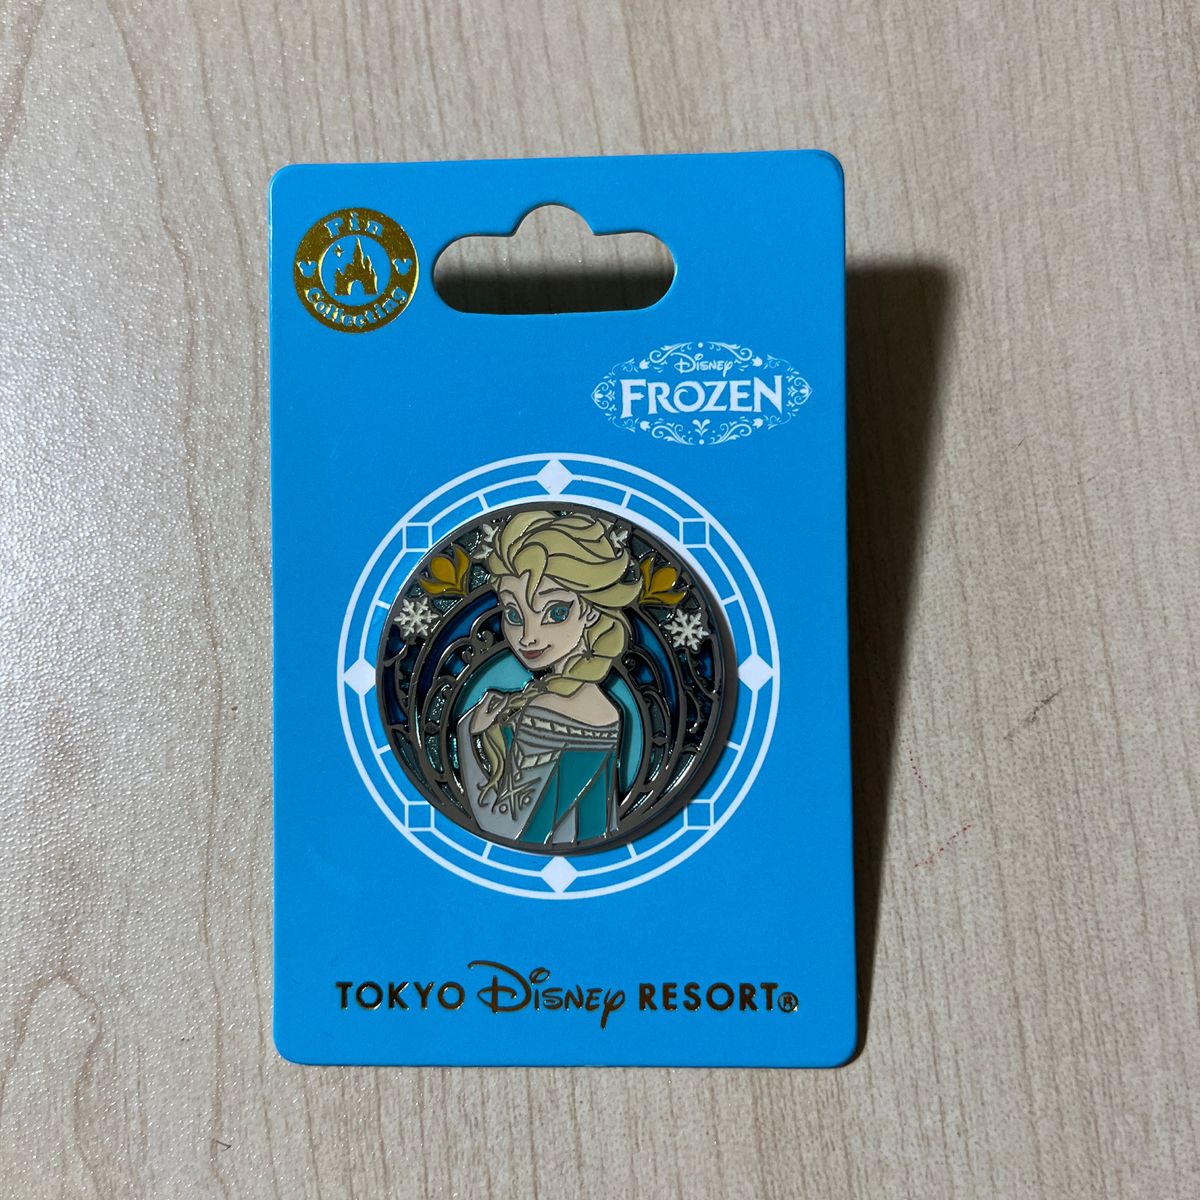 Pin
Collecting
Disney
FROZEN
TOKYO Disney RESORT®